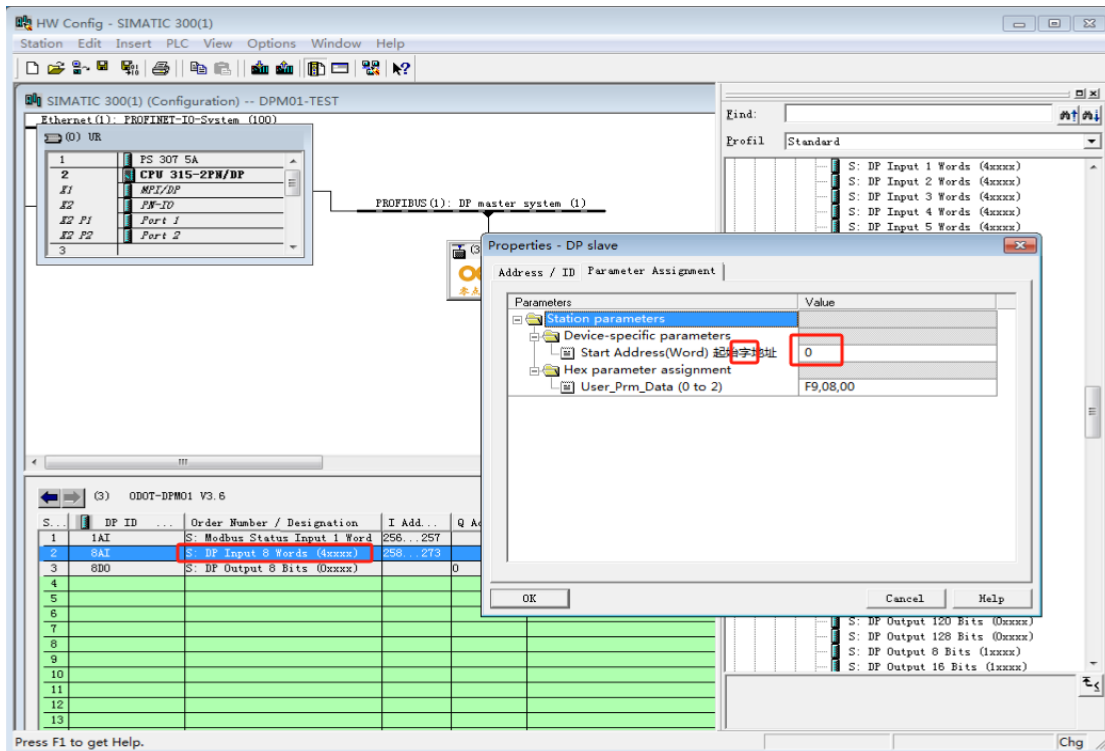 HW Config - SIMATIC 300(1)
Station Edit Insert PLC View Options Window Help
SIMATIC 300(1) (Configuration) -- DPM01-TEST
Ethernet(1): PROFINET-IO-System (100)
(0) UR
1 PS 307 5A
2 CPU 315-2PN/DP
X1 MPI/DP
X2 PN-IO
X2 P1 Port 1
X2 P2 Port 2
3
PROFIBUS(1): DP master system (1)
(3
零点
Find:
Profil Standard
S: DP Input 1 Words (4xxxx)
S: DP Input 2 Words (4xxxx)
S: DP Input 3 Words (4xxxx)
S: DP Input 4 Words (4xxxx)
S: DP Input 5 Words (4xxxx)
Properties - DP slave
Address / ID Parameter Assignment
Parameters Value
Station parameters
Device-specific parameters
Start Address(Word) 起始字地址 0
Hex parameter assignment
User_Prm_Data (0 to 2) F9,08,00
OK Cancel Help
(3) ODOT-DPM01 V3.6
S... DP ID ... Order Number / Designation I Add... Q Ad
1 1AI S: Modbus Status Input 1 Word 256...257
2 8AI S: DP Input 8 Words (4xxxx) 258...273
3 8DO S: DP Output 8 Bits (0xxxx) 0
4
5
6
7
8
9
10
11
12
13
S: DP Output 120 Bits (0xxxx)
S: DP Output 128 Bits (0xxxx)
S: DP Output 8 Bits (1xxxx)
S: DP Output 16 Bits (1xxxx)
Press F1 to get Help.
Chg